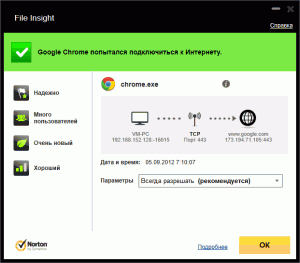 File Insight
Справка
Google Chrome попытался подключиться к Интернету.
Надежно
Много пользователей
Очень новый
Хороший
chrome.exe
VM-PC
192.168.152.128:-16615
TCP
Порт 443
www.google.com
173.194.71.105:443
Дата и время: 05.09.2012 7:10:07
Параметры
Всегда разрешать (рекомендуется)
Norton
by Symantec
Подробнее
ОК